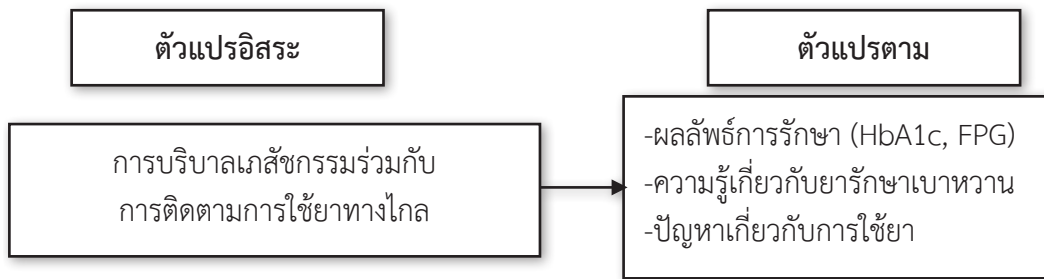 ตัวแปรอิสระ
ตัวแปรตาม
การบริบาลเภสัชกรรมร่วมกับ
การติดตามการใช้ยาทางไกล
-ผลลัพธ์การรักษา (HbA1c, FPG)
-ความรู้เกี่ยวกับยารักษาเบาหวาน
-ปัญหาเกี่ยวกับการใช้ยา